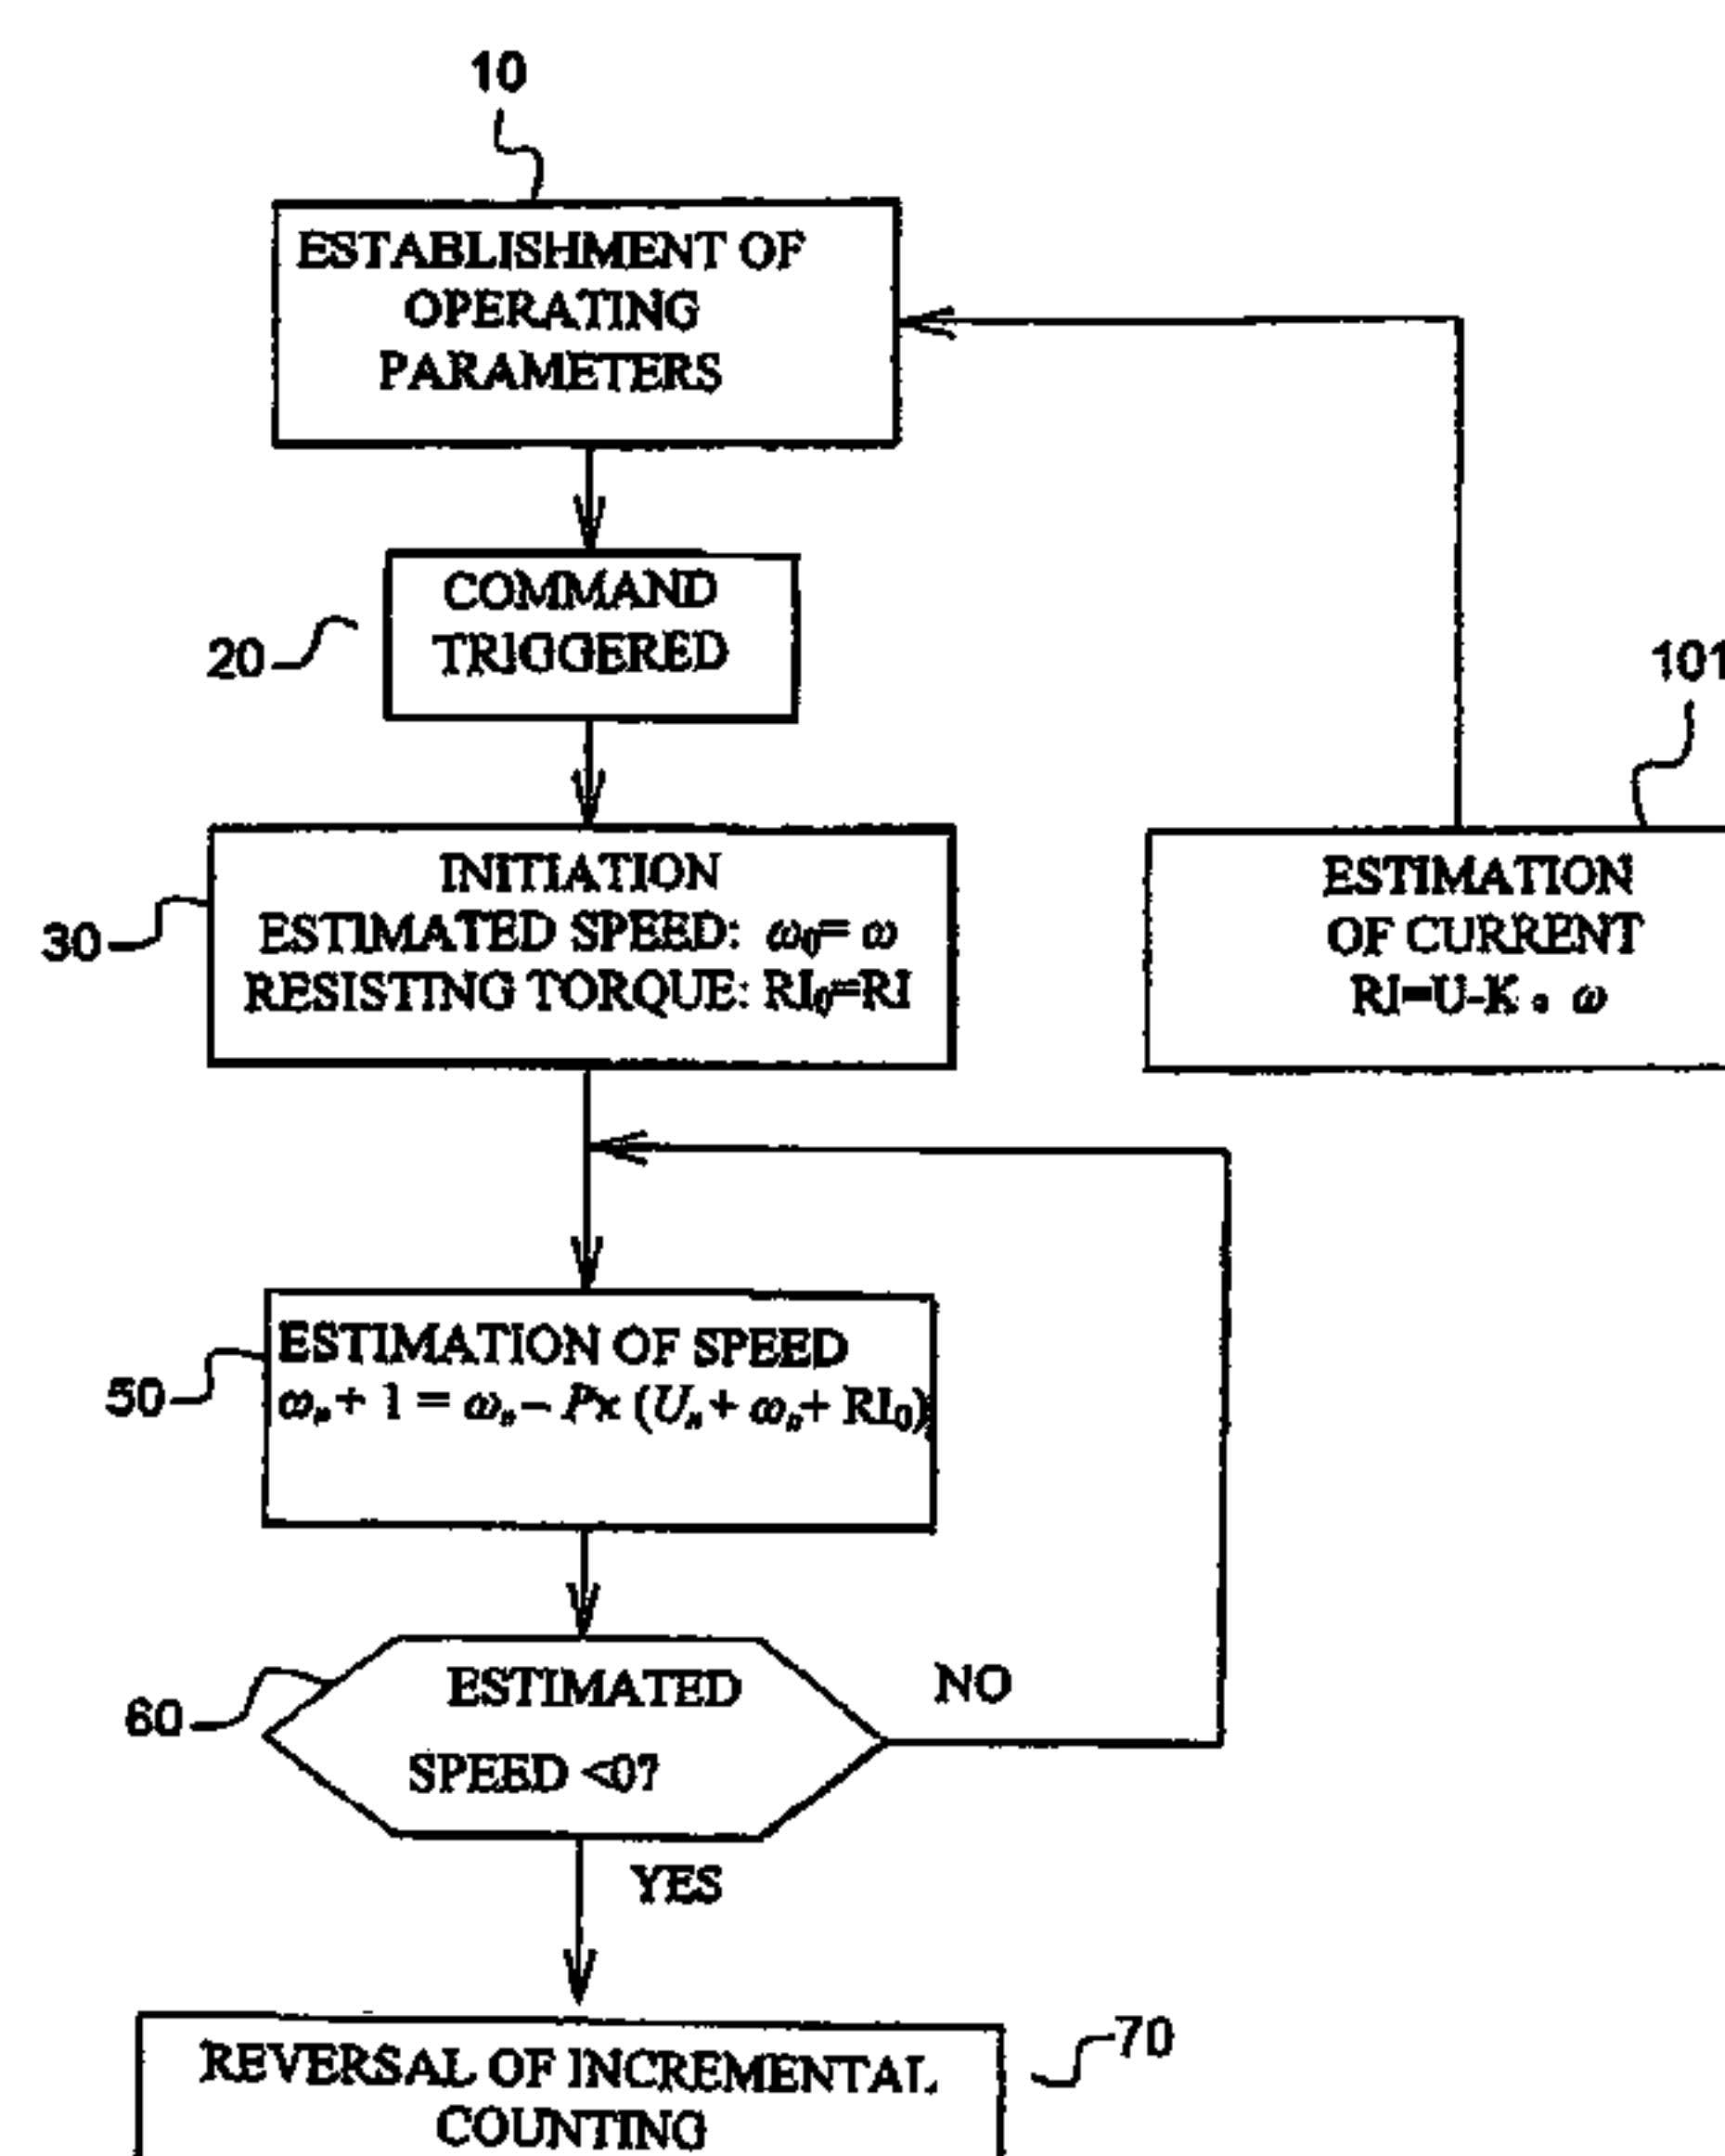 10
ESTABLISHMENT OF
OPERATING
PARAMETERS
20
COMMAND
TRIGGERED
30
INITIATION
ESTIMATED SPEED: ω₀= ω
RESISTING TORQUE: RI₀=RI
101
ESTIMATION
OF CURRENT
RI=U-K∘ ω
50
ESTIMATION OF SPEED
ωₙ+ 1 = ωₙ– Px (Uₙ+ ωₙ+ RI₀)
60
ESTIMATED
SPEED <0?
NO
YES
70
REVERSAL OF INCREMENTAL
COUNTING